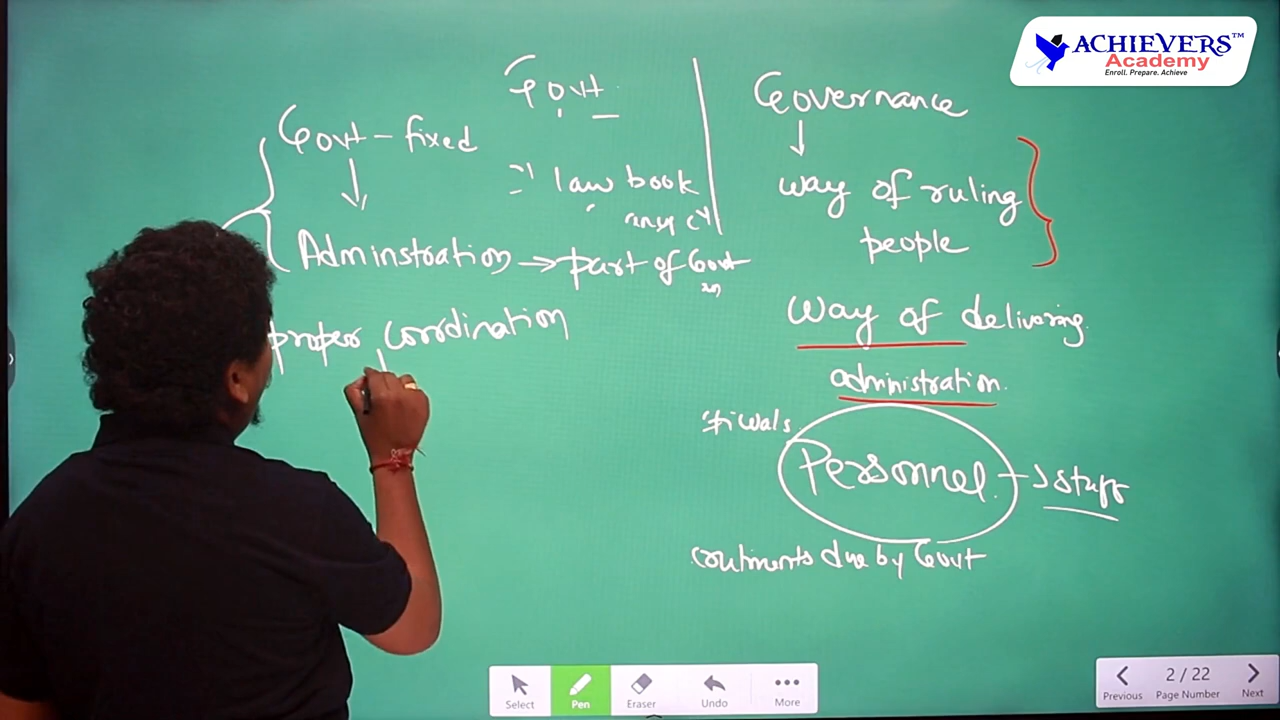 ACHIEVERS™
Academy
Enroll. Prepare. Achieve
Govt
Govt - fixed
law book
Adminstration → part of Govt
proper coordination
Governance
way of ruling
people
way of delivering
administration.
Personnel
due by Govt
Select
Pen
Eraser
Undo
More
Previous
2 / 22
Page Number
Next